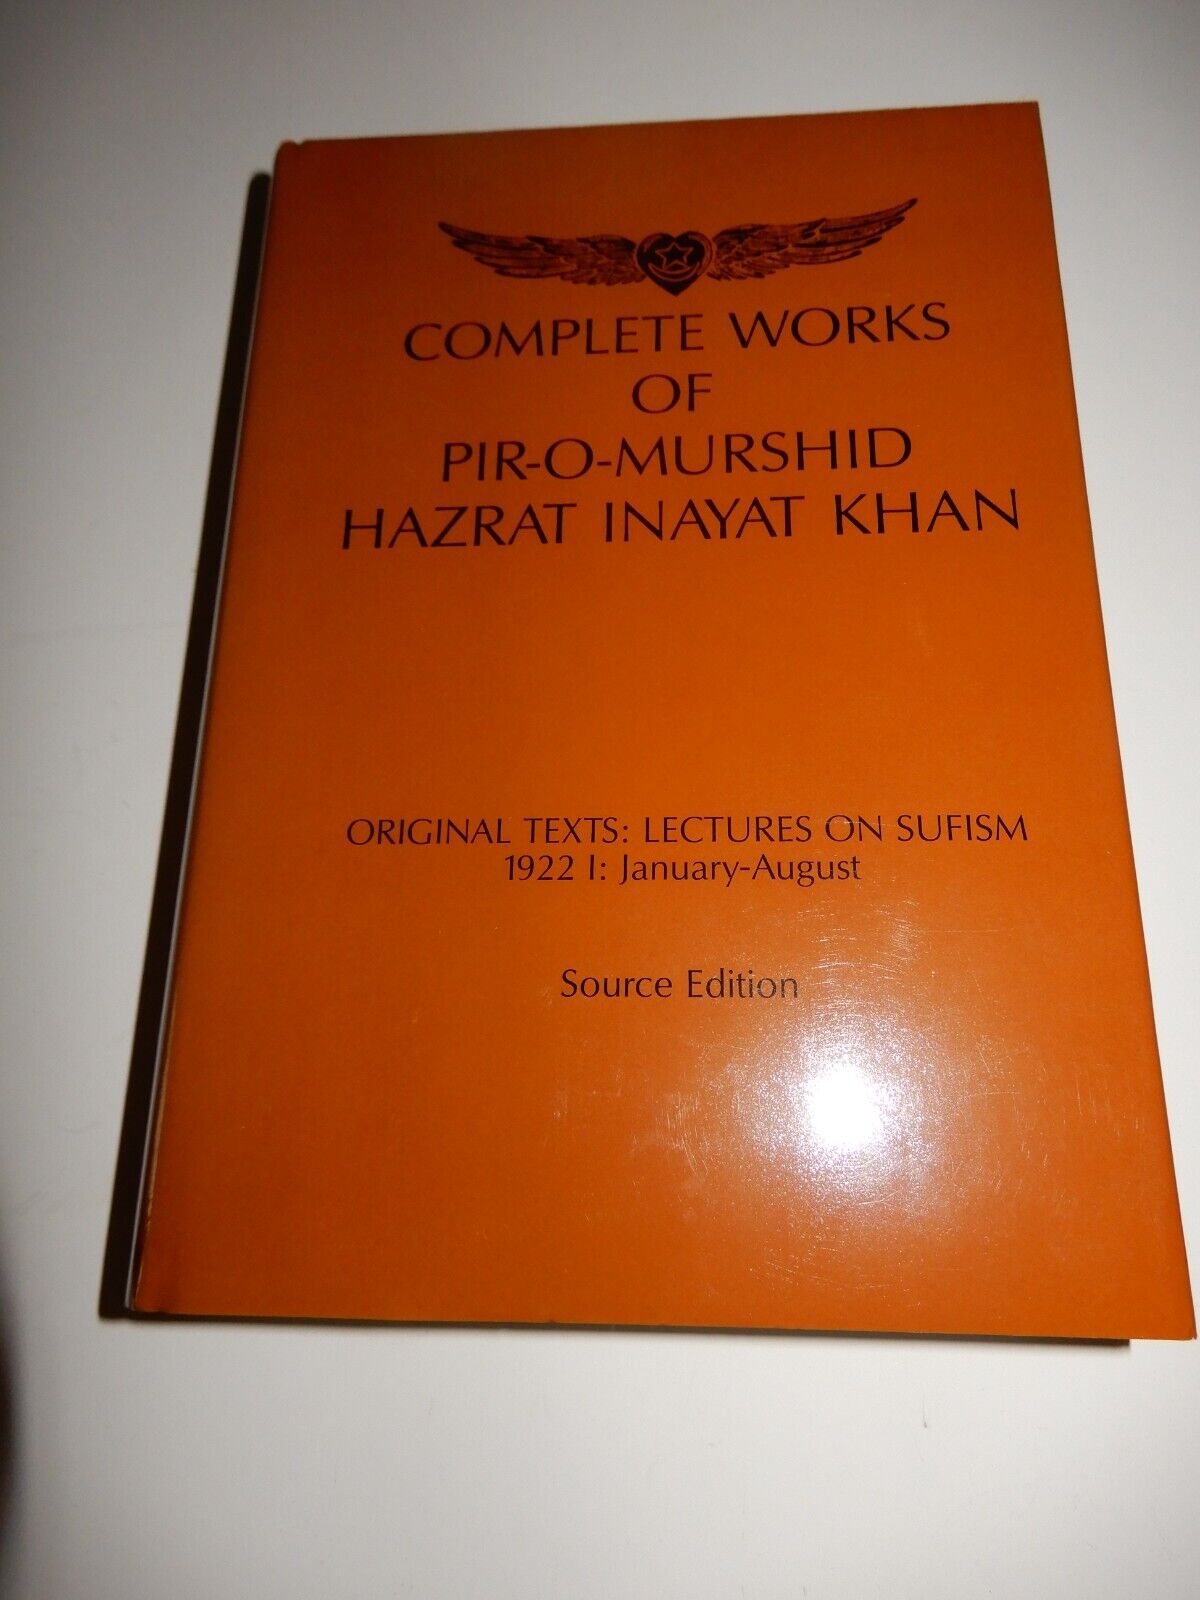 COMPLETE WORKS
OF
PIR-O-MURSHID
HAZRAT INAYAT KHAN
ORIGINAL TEXTS: LECTURES ON SUFISM
1922 I: January-August
Source Edition